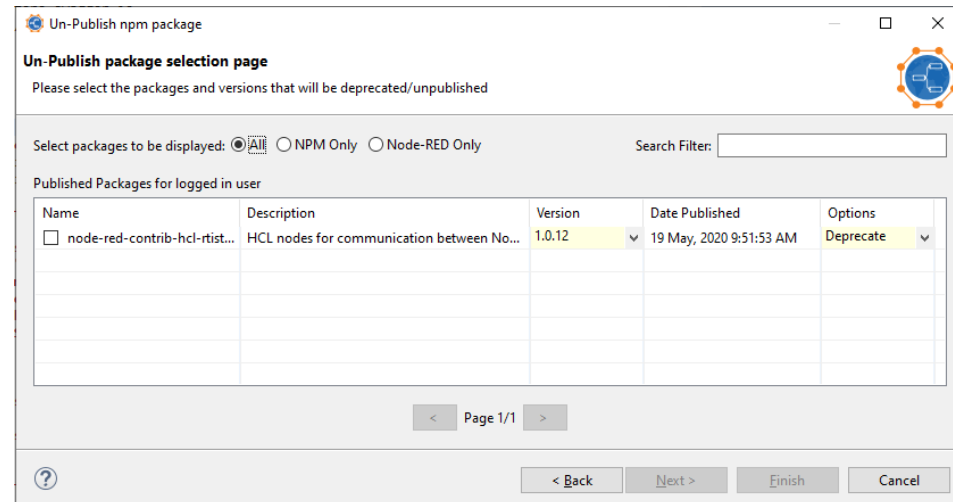 Un-Publish npm package
Un-Publish package selection page
Please select the packages and versions that will be deprecated/unpublished
Select packages to be displayed: All NPM Only Node-RED Only Search Filter:
Published Packages for logged in user
Name Description Version Date Published Options
node-red-contrib-hcl-rtist... HCL nodes for communication between No... 1.0.12 19 May, 2020 9:51:53 AM Deprecate
< Page 1/1 >
? < Back Next > Finish Cancel